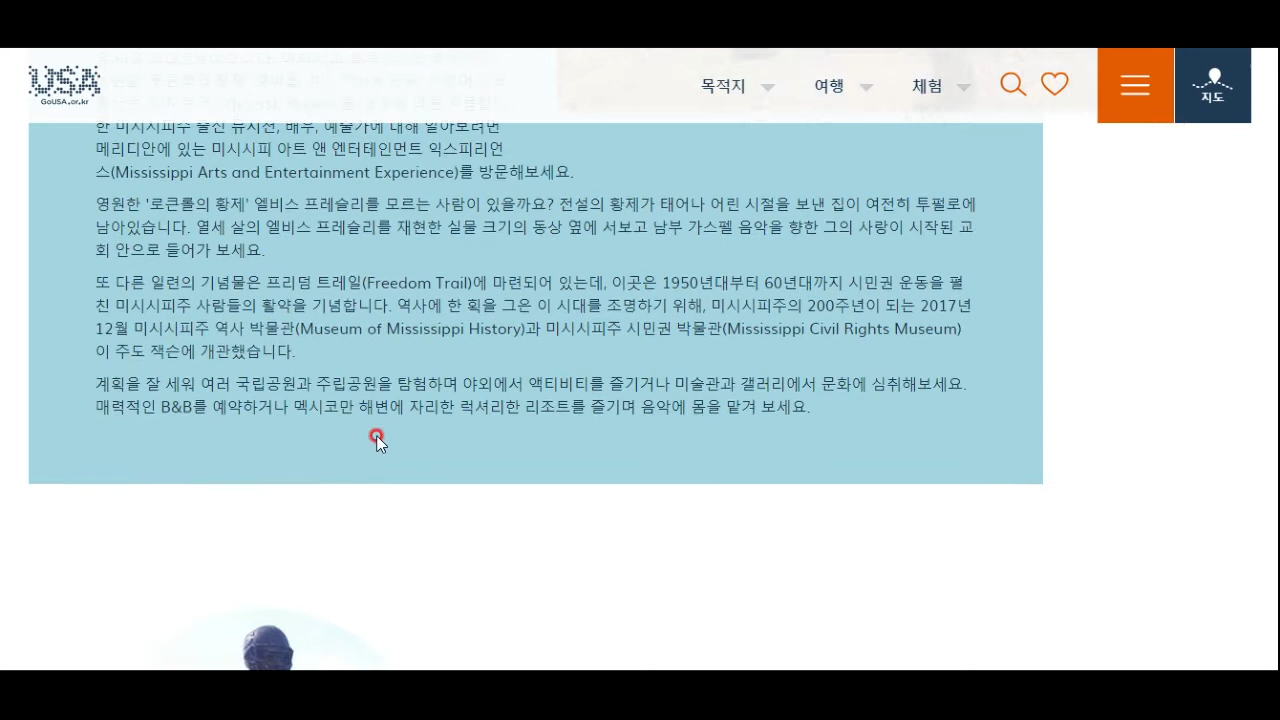 USA
GoUSA.or.kr
목적지
여행
체험
지도
한 미시시피주 출신 뮤지션, 배우, 예술가에 대해 알아보려면
메리디안에 있는 미시시피 아트 앤 엔터테인먼트 익스피리언
스(Mississippi Arts and Entertainment Experience)를 방문해보세요.
영원한 '로큰롤의 황제' 엘비스 프레슬리를 모르는 사람이 있을까요? 전설의 황제가 태어나 어린 시절을 보낸 집이 여전히 투펄로에
남아있습니다. 열세 살의 엘비스 프레슬리를 재현한 실물 크기의 동상 옆에 서보고 남부 가스펠 음악을 향한 그의 사랑이 시작된 교
회 안으로 들어가 보세요.
또 다른 일련의 기념물은 프리덤 트레일(Freedom Trail)에 마련되어 있는데, 이곳은 1950년대부터 60년대까지 시민권 운동을 펼
친 미시시피주 사람들의 활약을 기념합니다. 역사에 한 획을 그은 이 시대를 조명하기 위해, 미시시피주의 200주년이 되는 2017년
12월 미시시피주 역사 박물관(Museum of Mississippi History)과 미시시피주 시민권 박물관(Mississippi Civil Rights Museum)
이 주도 잭슨에 개관했습니다.
계획을 잘 세워 여러 국립공원과 주립공원을 탐험하며 야외에서 액티비티를 즐기거나 미술관과 갤러리에서 문화에 심취해보세요.
매력적인 B&B를 예약하거나 멕시코만 해변에 자리한 럭셔리한 리조트를 즐기며 음악에 몸을 맡겨 보세요.